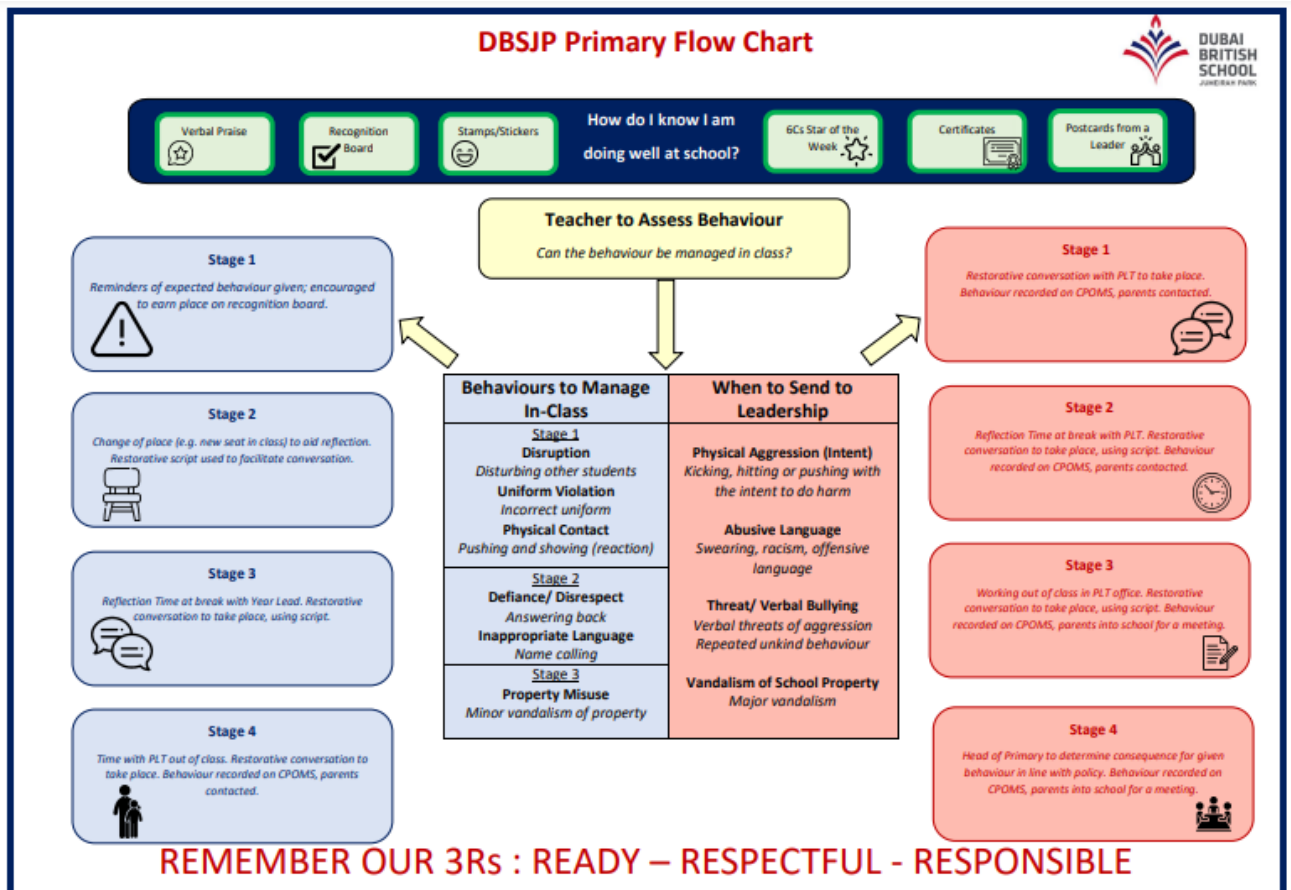 DBSJP Primary Flow Chart
DUBAI
BRITISH
SCHOOL
JUMEIRAH PARK
Verbal Praise
Recognition
Board
Stamps/Stickers
How do I know I am
doing well at school?
6Cs Star of the
Week
Certificates
Postcards from a
Leader
Teacher to Assess Behaviour
Can the behaviour be managed in class?
Stage 1
Reminders of expected behaviour given; encouraged
to earn place on recognition board.
Stage 2
Change of place (e.g. new seat in class) to aid reflection.
Restorative script used to facilitate conversation.
Stage 3
Reflection Time at break with Year Lead. Restorative
conversation to take place, using script.
Stage 4
Time with PLT out of class. Restorative conversation to
take place. Behaviour recorded on CPOMS, parents
contacted.
Behaviours to Manage
In-Class
Stage 1
Disruption
Disturbing other students
Uniform Violation
Incorrect uniform
Physical Contact
Pushing and shoving (reaction)
Stage 2
Defiance/ Disrespect
Answering back
Inappropriate Language
Name calling
Stage 3
Property Misuse
Minor vandalism of property
When to Send to
Leadership
Physical Aggression (Intent)
Kicking, hitting or pushing with
the intent to do harm
Abusive Language
Swearing, racism, offensive
language
Threat/ Verbal Bullying
Verbal threats of aggression
Repeated unkind behaviour
Vandalism of School Property
Major vandalism
Stage 1
Restorative conversation with PLT to take place.
Behaviour recorded on CPOMS, parents contacted.
Stage 2
Reflection Time at break with PLT. Restorative
conversation to take place, using script. Behaviour
recorded on CPOMS, parents contacted.
Stage 3
Working out of class in PLT office. Restorative
conversation to take place, using script. Behaviour
recorded on CPOMS, parents into school for a meeting.
Stage 4
Head of Primary to determine consequence for given
behaviour in line with policy. Behaviour recorded on
CPOMS, parents into school for a meeting.
REMEMBER OUR 3Rs : READY – RESPECTFUL - RESPONSIBLE